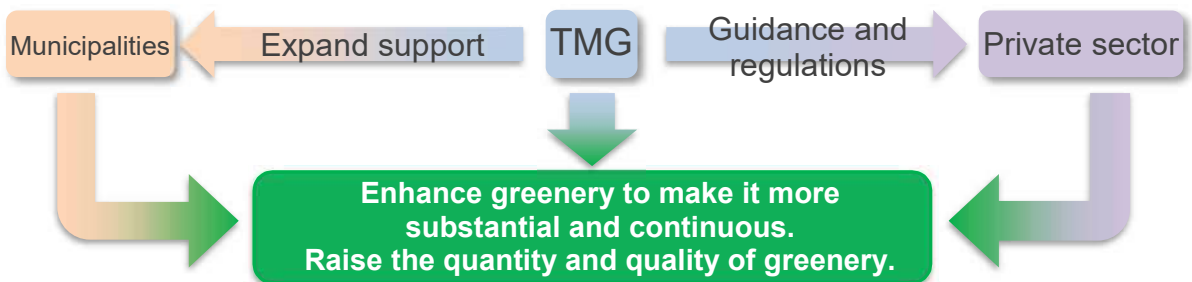 Municipalities
Expand support
TMG
Guidance and
regulations
Private sector
Enhance greenery to make it more
substantial and continuous.
Raise the quantity and quality of greenery.